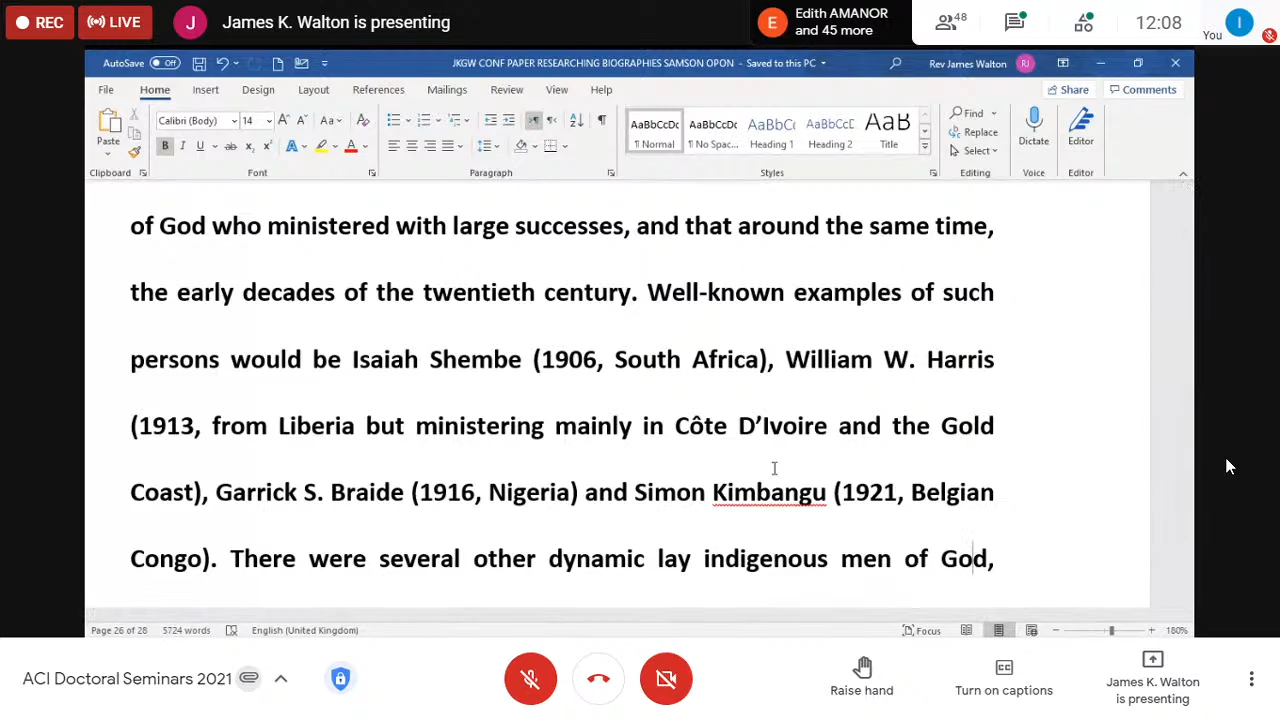 REC
LIVE
J
James K. Walton is presenting
E
Edith AMANOR
and 45 more
48
12:08
You
I
AutoSave
Off
JKGW CONF PAPER RESEARCHING BIOGRAPHIES SAMSON OPON - Saved to this PC
Rev James Walton
RJ
File
Home
Insert
Design
Layout
References
Mailings
Review
View
Help
Share
Comments
Paste
Calibri (Body)
14
Aa
B I U ab x₂ x²
AaBbCcDc
¶ Normal
AaBbCcDc
¶ No Spac...
AaBbCc
Heading 1
AaBbCcC
Heading 2
AaB
Title
Find
Replace
Select
Dictate
Editor
Clipboard
Font
Paragraph
Styles
Editing
Voice
Editor
of God who ministered with large successes, and that around the same time,
the early decades of the twentieth century. Well-known examples of such
persons would be Isaiah Shembe (1906, South Africa), William W. Harris
(1913, from Liberia but ministering mainly in Côte D’Ivoire and the Gold
Coast), Garrick S. Braide (1916, Nigeria) and Simon Kimbangu (1921, Belgian
Congo). There were several other dynamic lay indigenous men of God,
Page 26 of 28
5724 words
English (United Kingdom)
Focus
180%
ACI Doctoral Seminars 2021
Raise hand
Turn on captions
James K. Walton
is presenting